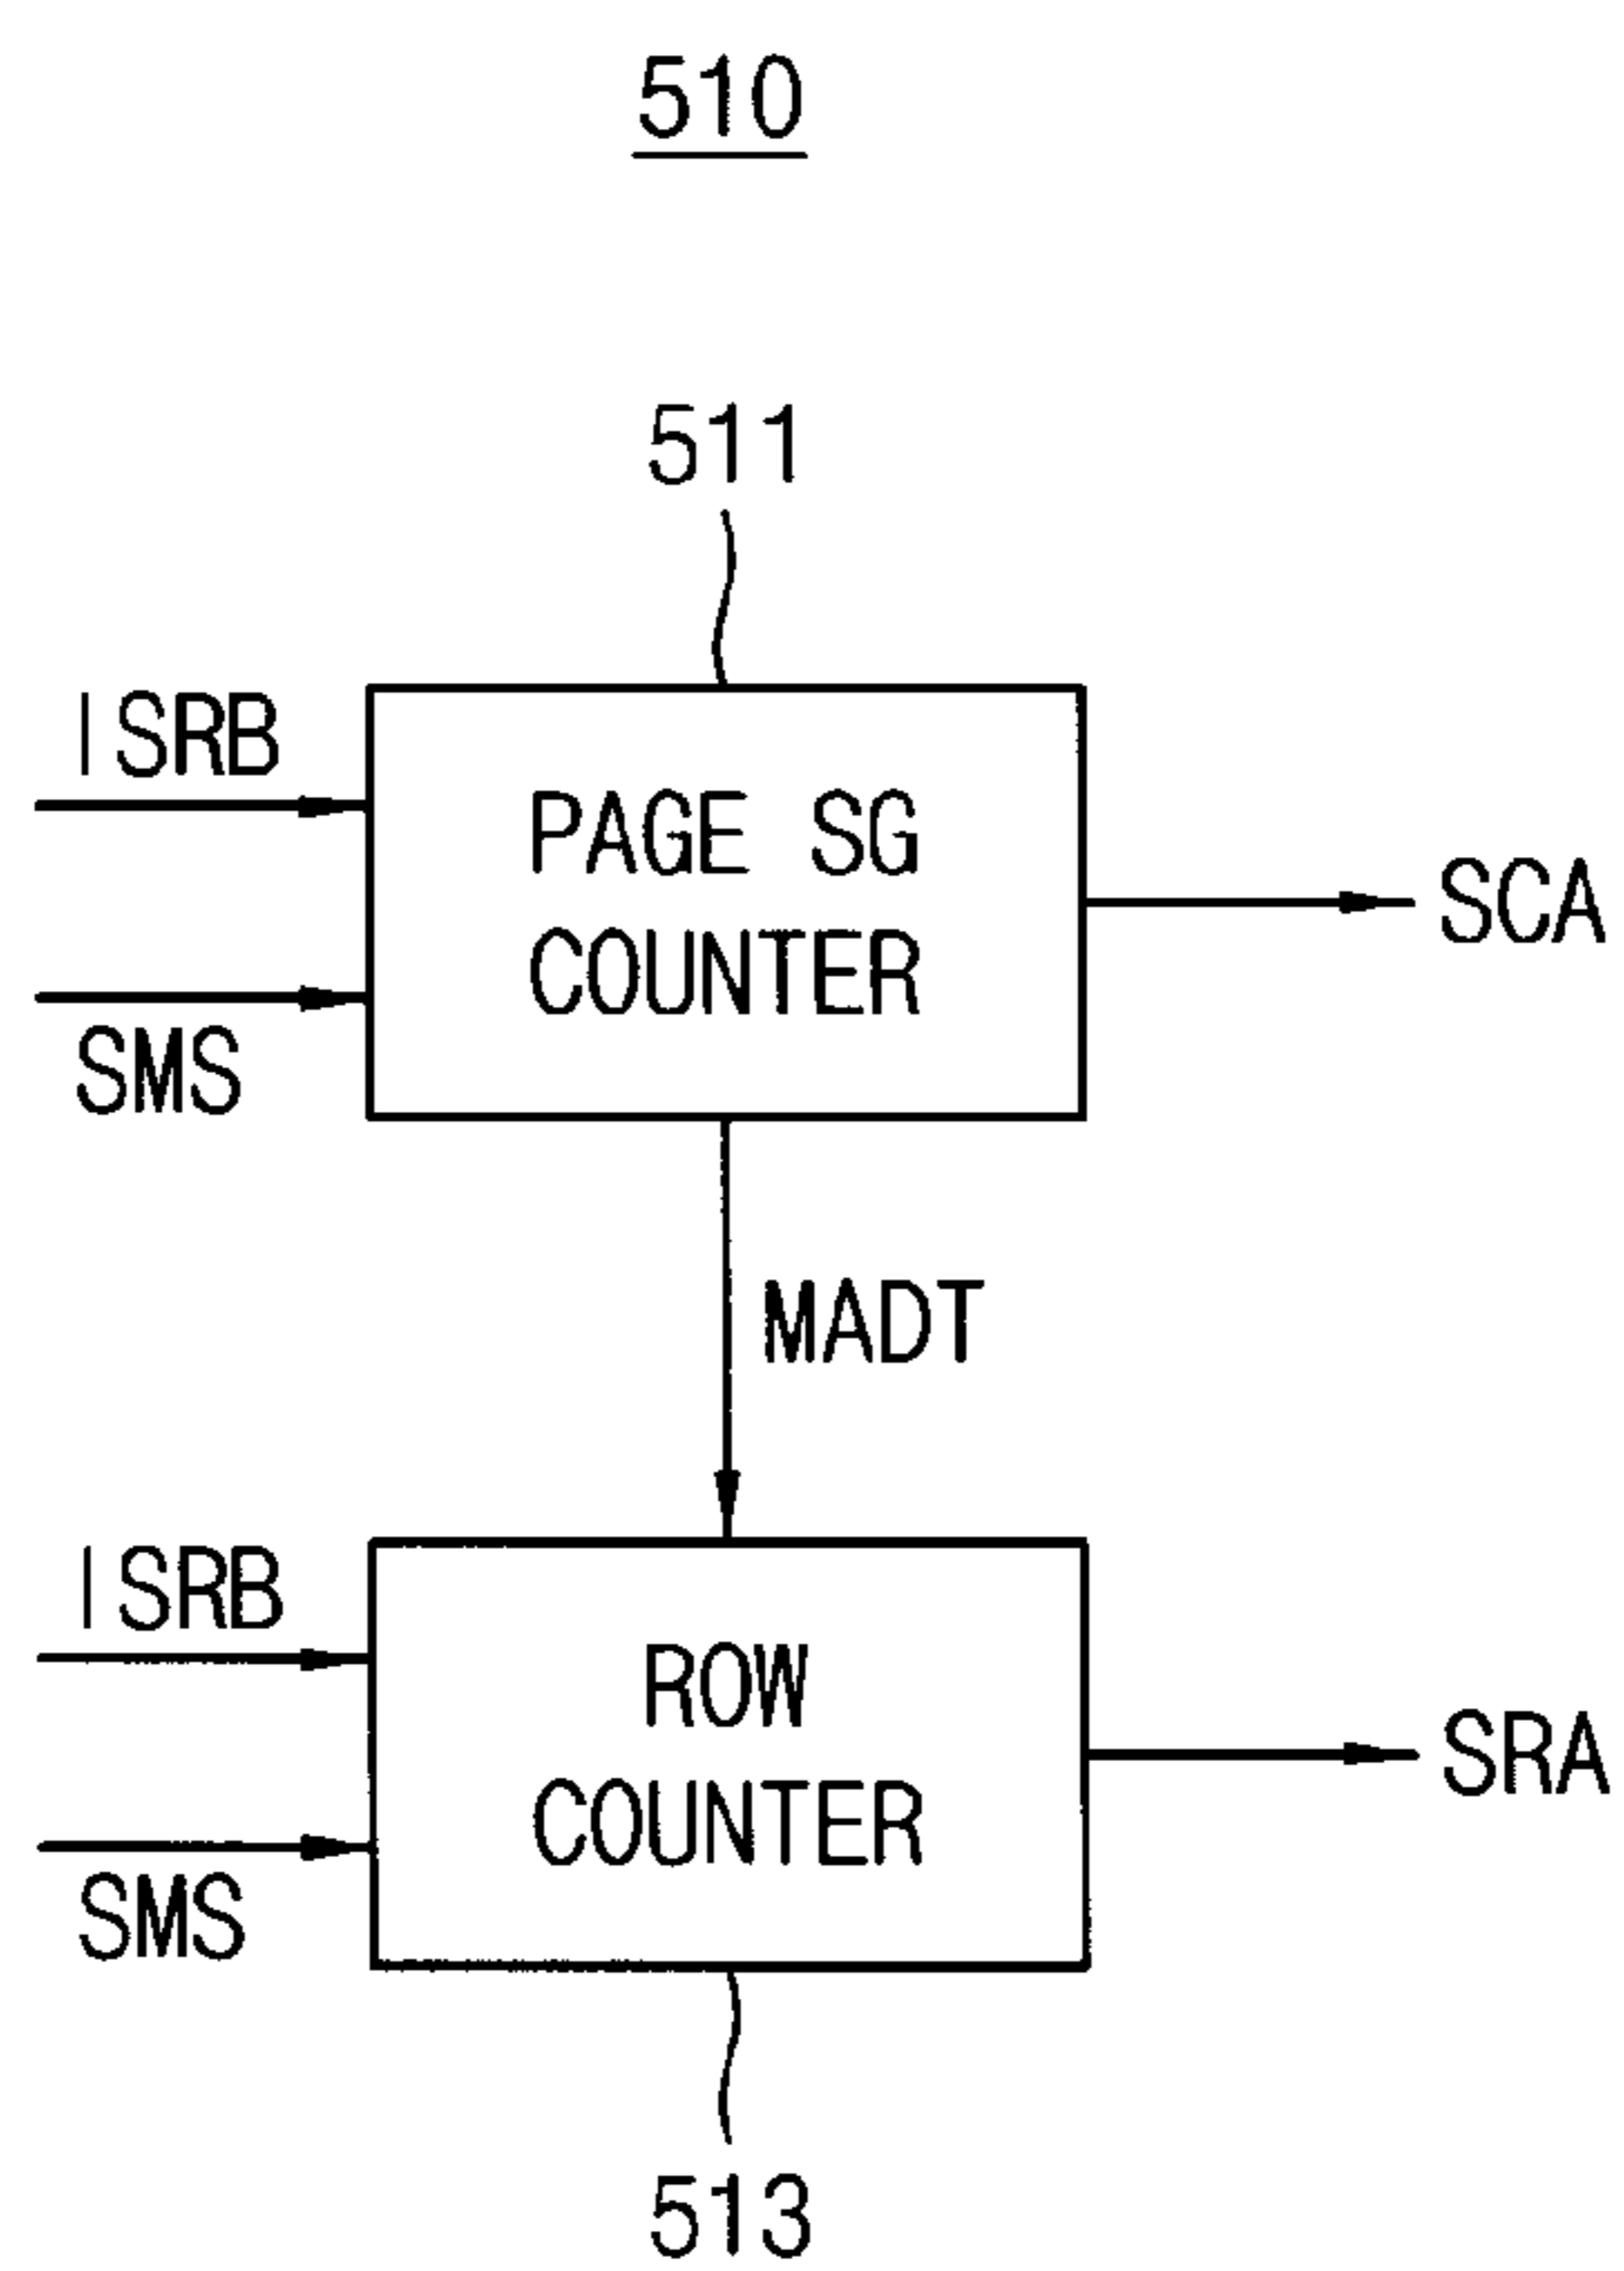 510
511
ISRB
PAGE SG
COUNTER
SCA
SMS
MADT
ISRB
ROW
COUNTER
SRA
SMS
513